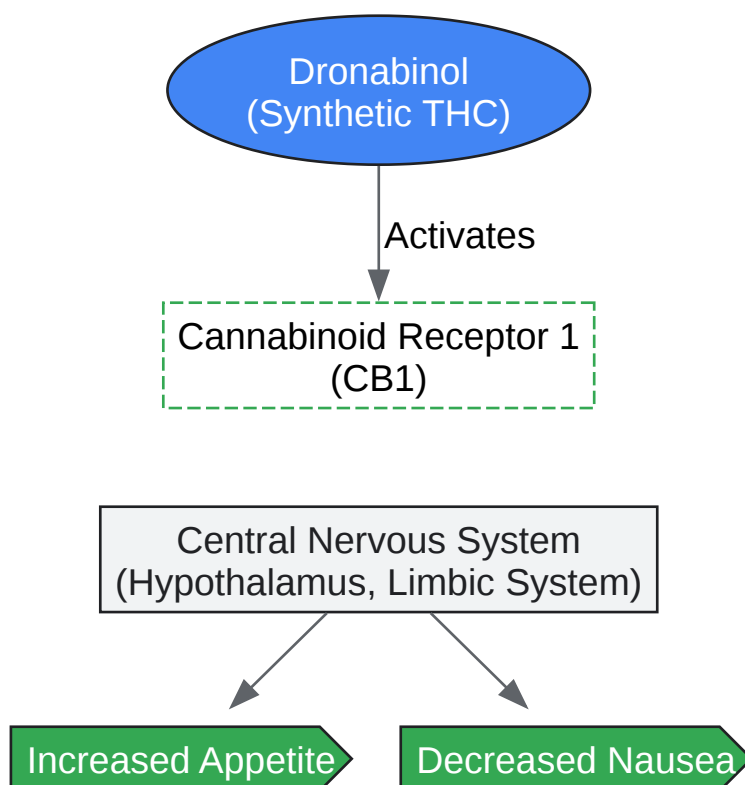 Dronabinol
(Synthetic THC)
Activates
Cannabinoid Receptor 1
(CB1)
Central Nervous System
(Hypothalamus, Limbic System)
Increased Appetite
Decreased Nausea